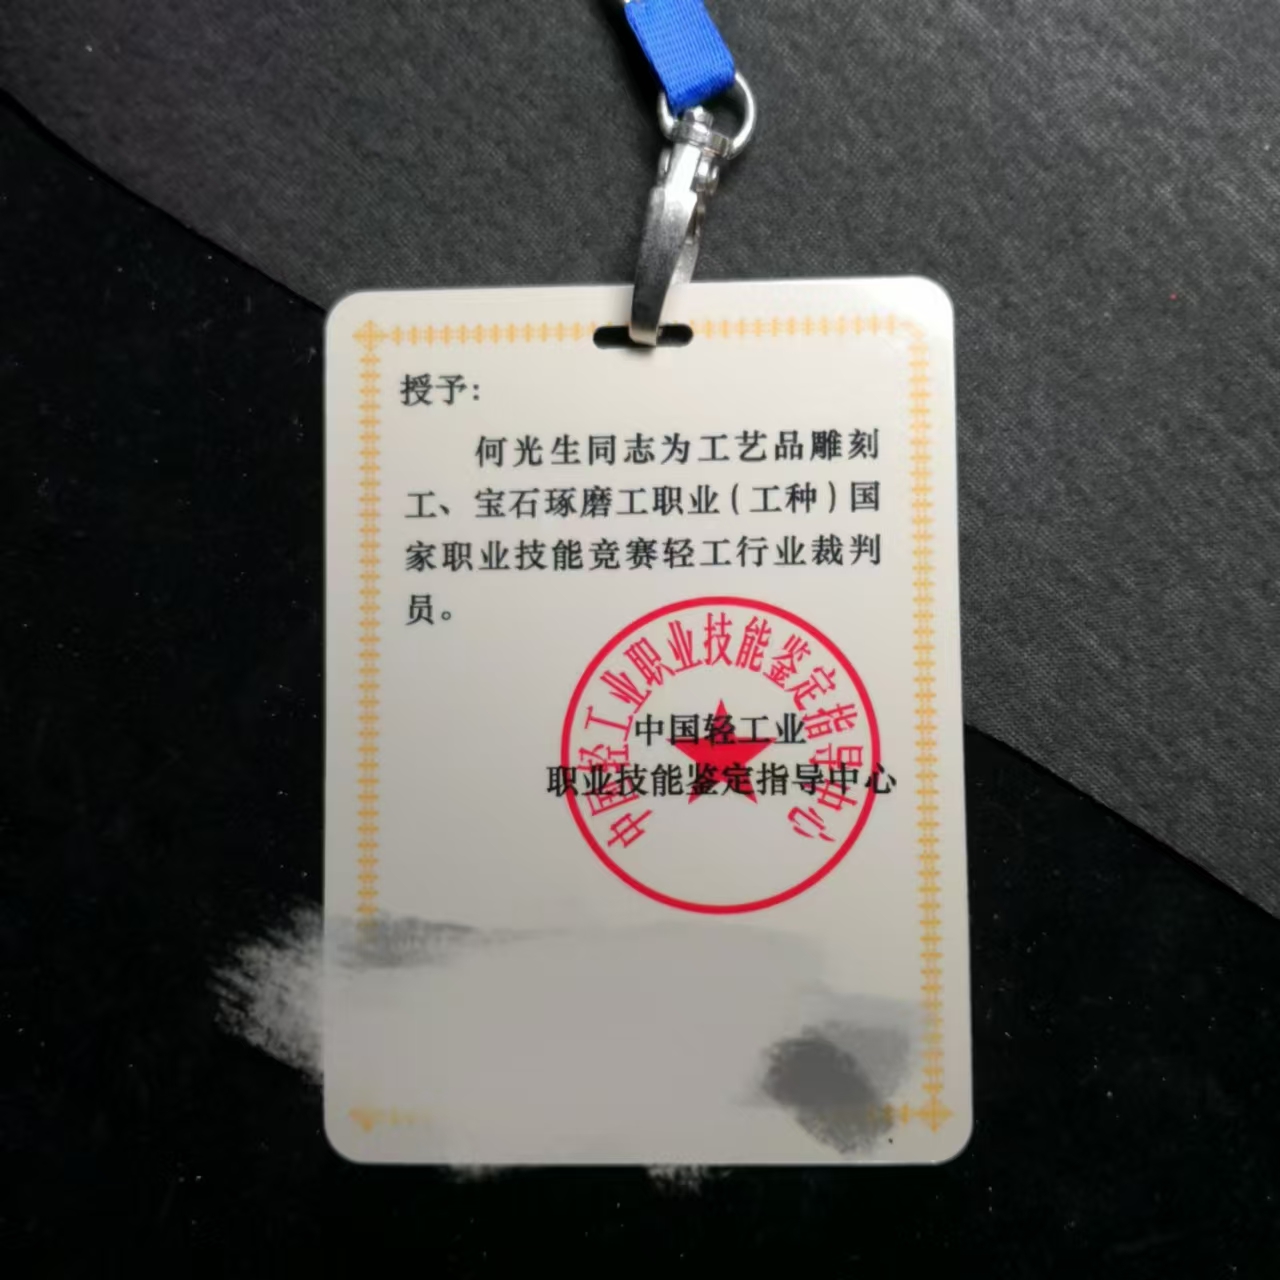 授予：
何光生同志为工艺品雕刻
工、宝石琢磨工职业（工种）国
家职业技能竞赛轻工行业裁判
员。
中国轻工业职业技能鉴定指导中心
中国轻工业
职业技能鉴定指导中心